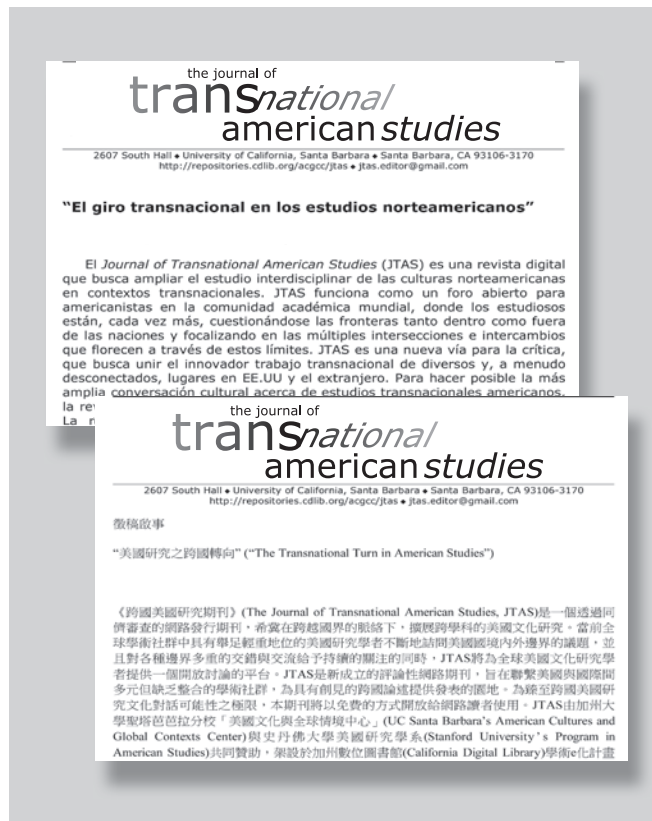 the journal of
transnational
american studies
2607 South Hall ♦ University of California, Santa Barbara ♦ Santa Barbara, CA 93106-3170
http://repositories.cdlib.org/acgcc/jtas ♦ jtas.editor@gmail.com
“El giro transnacional en los estudios norteamericanos”
El Journal of Transnational American Studies (JTAS) es una revista digital
que busca ampliar el estudio interdisciplinar de las culturas norteamericanas
en contextos transnacionales. JTAS funciona como un foro abierto para
americanistas en la comunidad académica mundial, donde los estudiosos
están, cada vez más, cuestionándose las fronteras tanto dentro como fuera
de las naciones y focalizando en las múltiples intersecciones e intercambios
que florecen a través de estos límites. JTAS es una nueva vía para la crítica,
que busca unir el innovador trabajo transnacional de diversos y, a menudo
desconectados, lugares en EE.UU y el extranjero. Para hacer posible la más
amplia conversación cultural acerca de estudios transnacionales americanos,
la
La
the journal of
transnational
american studies
2607 South Hall ♦ University of California, Santa Barbara ♦ Santa Barbara, CA 93106-3170
http://repositories.cdlib.org/acgcc/jtas ♦ jtas.editor@gmail.com
徵稿啟事
“美國研究之跨國轉向” (“The Transnational Turn in American Studies”)
《跨國美國研究期刊》(The Journal of Transnational American Studies, JTAS)是一個透過同
儕審查的網路發行期刊，希冀在跨越國界的脈絡下，擴展跨學科的美國文化研究。當前全
球學術社群中具有舉足輕重地位的美國研究學者不斷地詰問美國國境內外邊界的議題，並
且對各種邊界多重的交錯與交流給予持續的關注的同時，JTAS將為全球美國文化研究學
者提供一個開放討論的平台。JTAS是新成立的評論性網路期刊，旨在聯繫美國與國際間
多元但缺乏整合的學術社群，為具有創見的跨國論述提供發表的園地。為臻至跨國美國研
究文化對話可能性之極限，本期刊將以免費的方式開放給網路讀者使用。JTAS由加州大
學聖塔芭芭拉分校「美國文化與全球情境中心」(UC Santa Barbara's American Cultures and
Global Contexts Center)與史丹佛大學美國研究學系(Stanford University's Program in
American Studies)共同贊助，架設於加州數位圖書館(California Digital Library)學術e化計畫